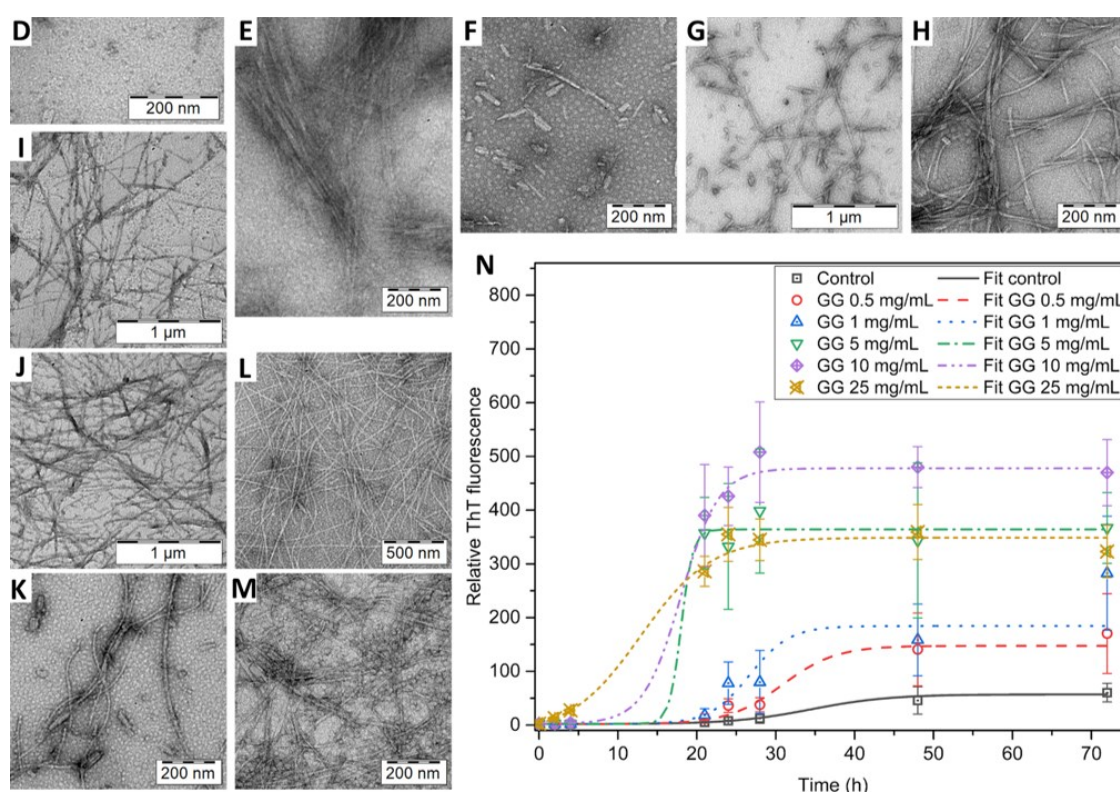 D
200 nm
E
200 nm
F
200 nm
G
1 µm
H
200 nm
I
1 µm
J
1 µm
L
500 nm
K
200 nm
M
200 nm
N
Control
Fit control
GG 0.5 mg/mL
Fit GG 0.5 mg/mL
GG 1 mg/mL
Fit GG 1 mg/mL
GG 5 mg/mL
Fit GG 5 mg/mL
GG 10 mg/mL
Fit GG 10 mg/mL
GG 25 mg/mL
Fit GG 25 mg/mL
Relative ThT fluorescence
800
700
600
500
400
300
200
100
0
0 10 20 30 40 50 60 70
Time (h)